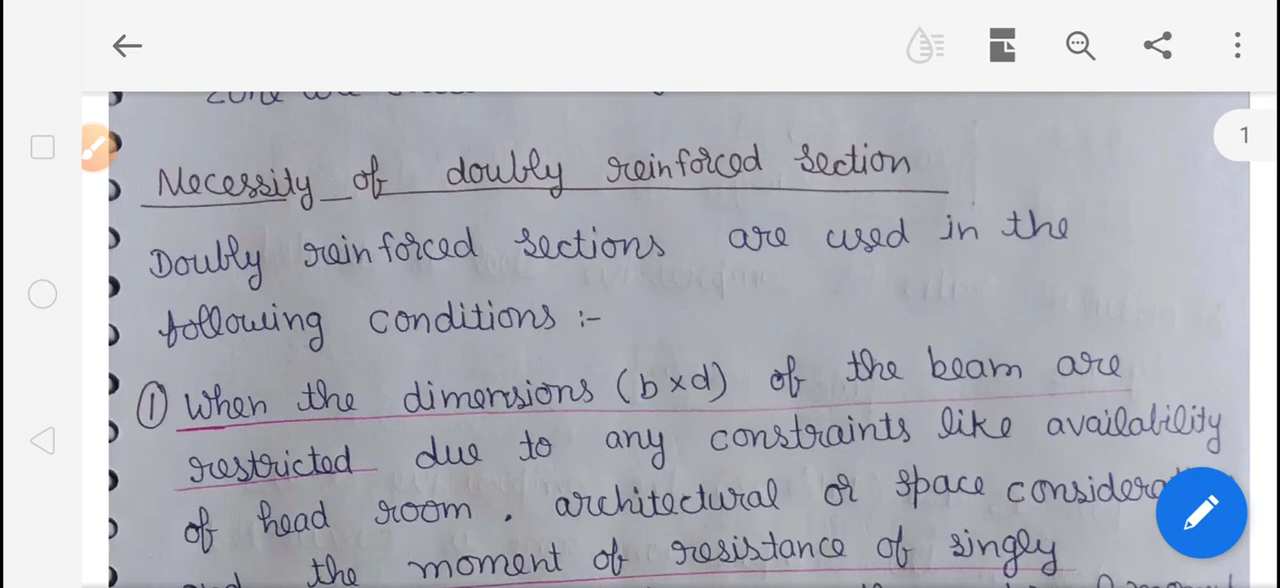 1
Necessity of doubly reinforced section
Doubly reinforced sections are used in the
following conditions :-
① When the dimensions (b×d) of the beam are
restricted due to any constraints like availability
of head room, architectural or space
the moment of resistance of singly